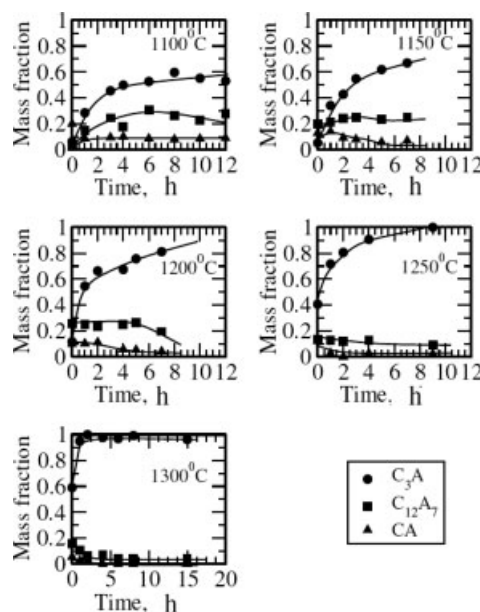 1
0.8
0.6
0.4
0.2
0
Mass fraction
1100⁰C
0 2 4 6 8 10 12
Time, h
1
0.8
0.6
0.4
0.2
0
Mass fraction
1150⁰C
0 2 4 6 8 10 12
Time, h
1
0.8
0.6
0.4
0.2
0
Mass fraction
1200⁰C
0 2 4 6 8 10 12
Time, h
1
0.8
0.6
0.4
0.2
0
Mass fraction
1250⁰C
0 2 4 6 8 10 12
Time, h
1
0.8
0.6
0.4
0.2
0
Mass fraction
1300⁰C
0 5 10 15 20
Time, h
C₃A
C₁₂A₇
CA